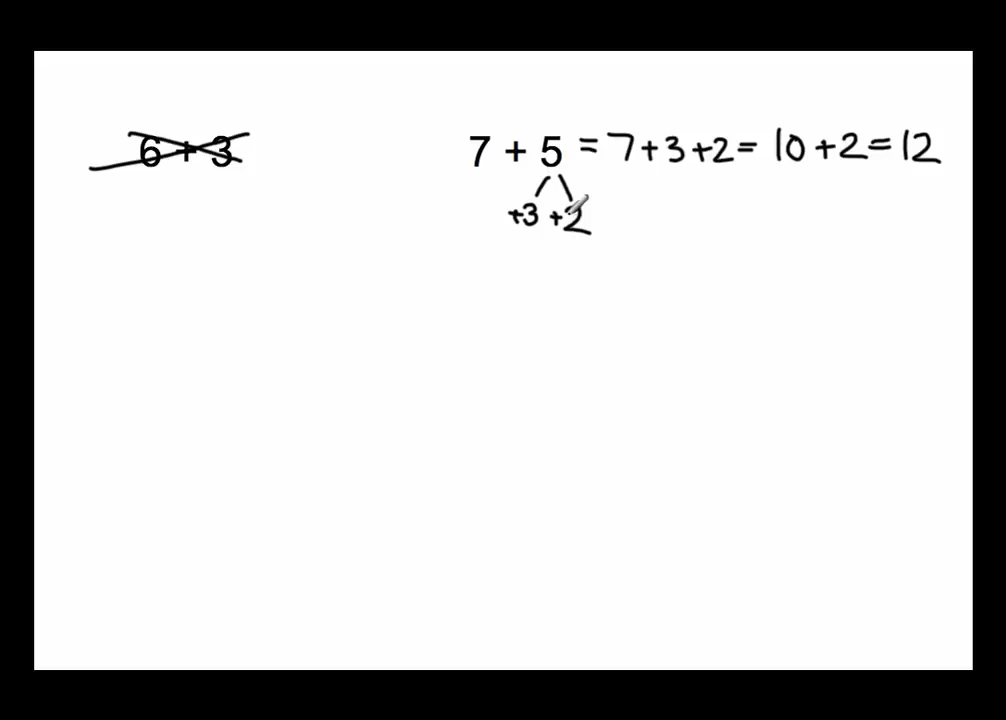 6 + 3
7 + 5 = 7 + 3 + 2 = 10 + 2 = 12
+3 +2